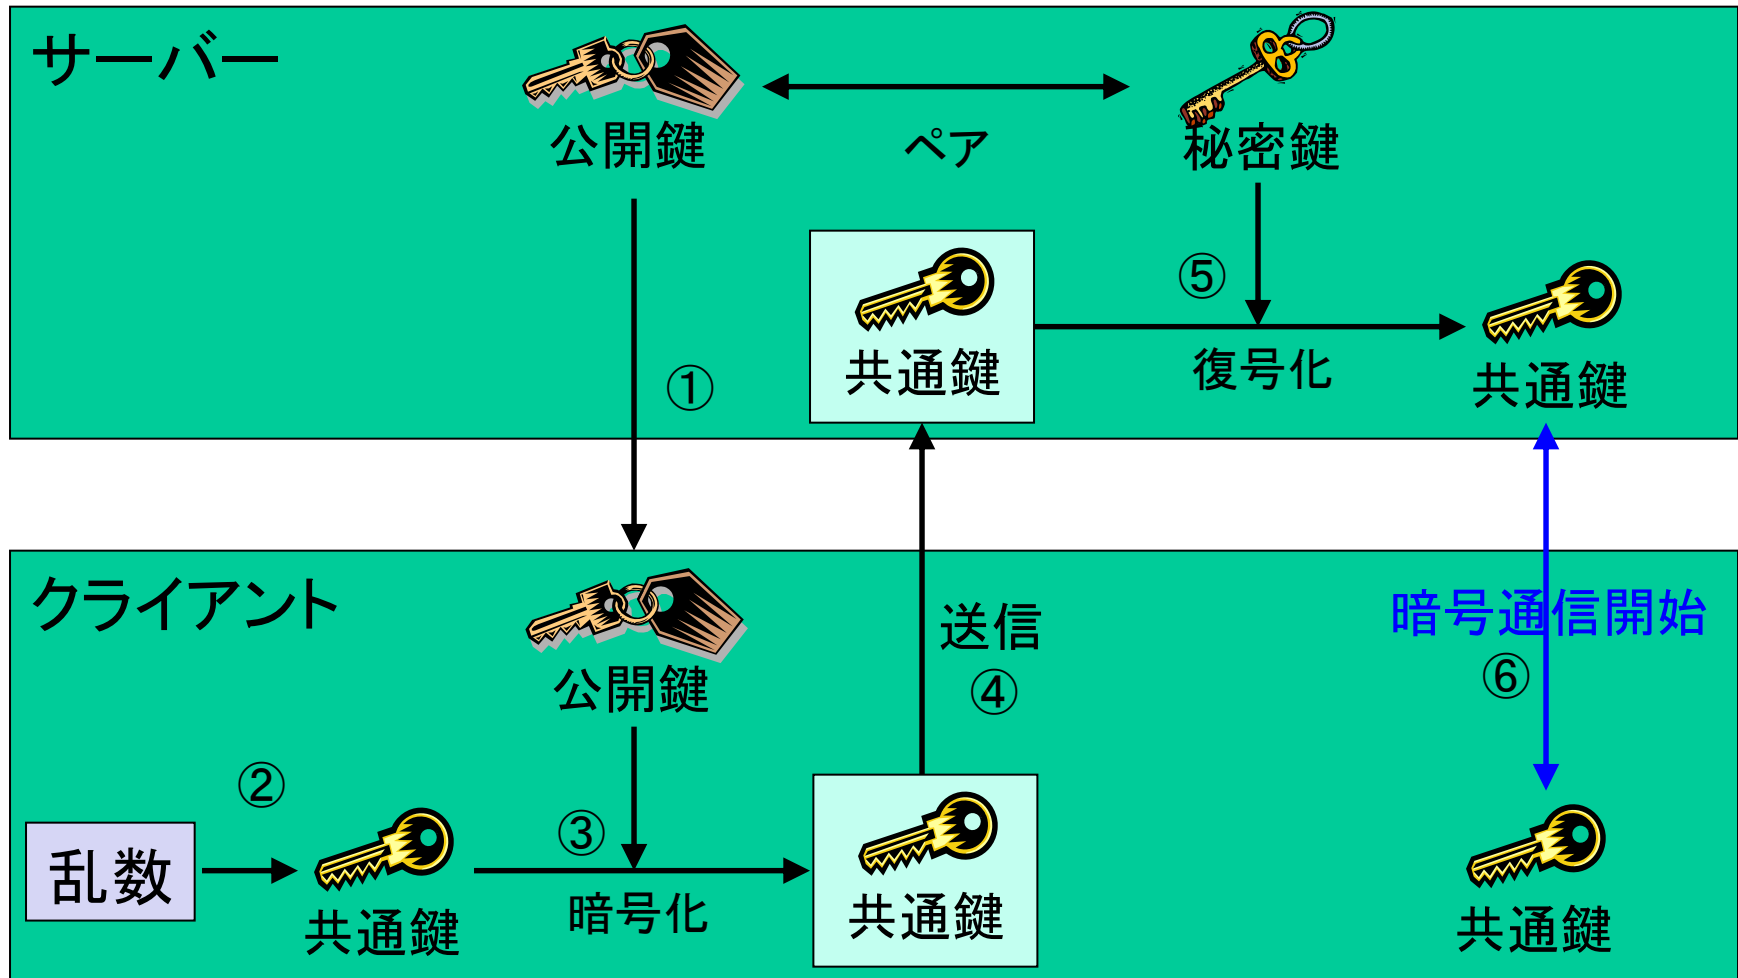 サーバー
公開鍵
ペア
秘密鍵
⑤
共通鍵
復号化
共通鍵
①
クライアント
公開鍵
送信
④
暗号通信開始
⑥
②
乱数
共通鍵
③
暗号化
共通鍵
共通鍵